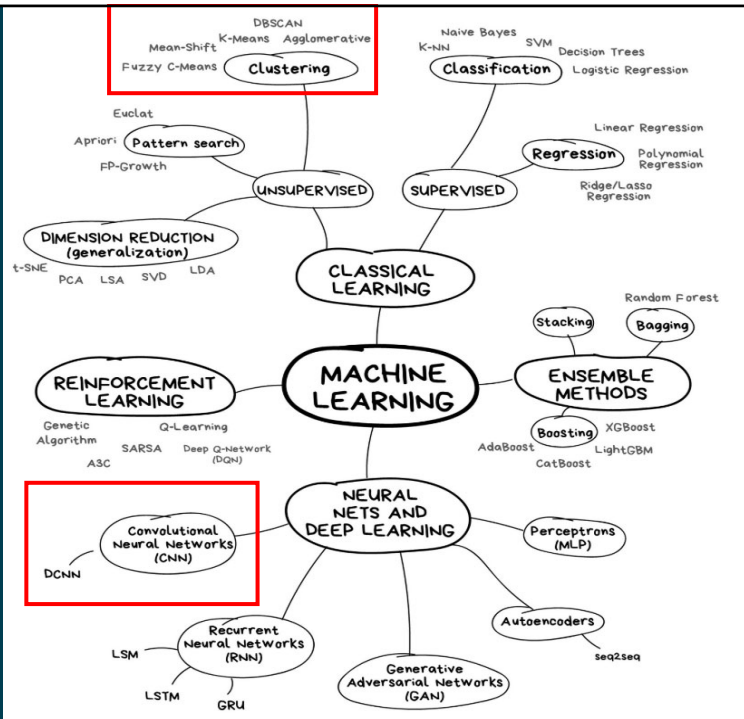 DBSCAN
K-Means
Agglomerative
Mean-Shift
Fuzzy C-Means
Clustering
Naive Bayes
K-NN
SVM
Decision Trees
Classification
Logistic Regression
Euclat
Apriori
Pattern search
FP-Growth
Linear Regression
Regression
Polynomial
Regression
Ridge/Lasso
Regression
UNSUPERVISED
SUPERVISED
DIMENSION REDUCTION
(generalization)
t-SNE
PCA
LSA
SVD
LDA
CLASSICAL
LEARNING
Random Forest
Stacking
Bagging
MACHINE
LEARNING
REINFORCEMENT
LEARNING
ENSEMBLE
METHODS
Genetic
Algorithm
Q-Learning
SARSA
Deep Q-Network
(DQN)
A3C
Boosting
XGBoost
AdaBoost
LightGBM
CatBoost
NEURAL
NETS AND
DEEP LEARNING
Convolutional
Neural Networks
(CNN)
DCNN
Perceptrons
(MLP)
Recurrent
Neural Networks
(RNN)
LSM
LSTM
GRU
Generative
Adversarial Networks
(GAN)
Autoencoders
seq2seq